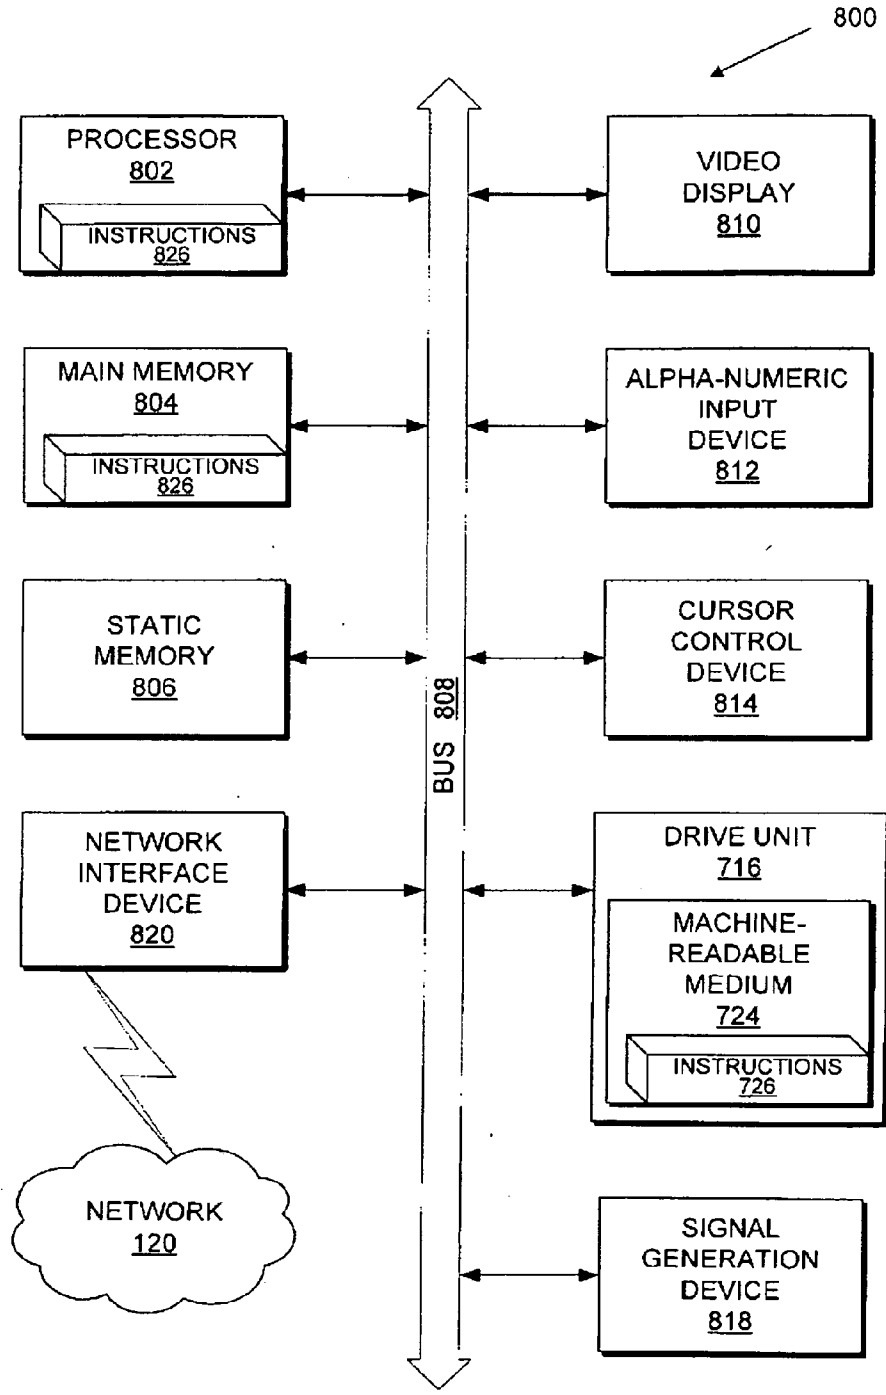 800
PROCESSOR
802
INSTRUCTIONS
826
VIDEO
DISPLAY
810
MAIN MEMORY
804
INSTRUCTIONS
826
ALPHA-NUMERIC
INPUT
DEVICE
812
STATIC
MEMORY
806
CURSOR
CONTROL
DEVICE
814
BUS 808
NETWORK
INTERFACE
DEVICE
820
DRIVE UNIT
716
MACHINE-
READABLE
MEDIUM
724
INSTRUCTIONS
726
NETWORK
120
SIGNAL
GENERATION
DEVICE
818